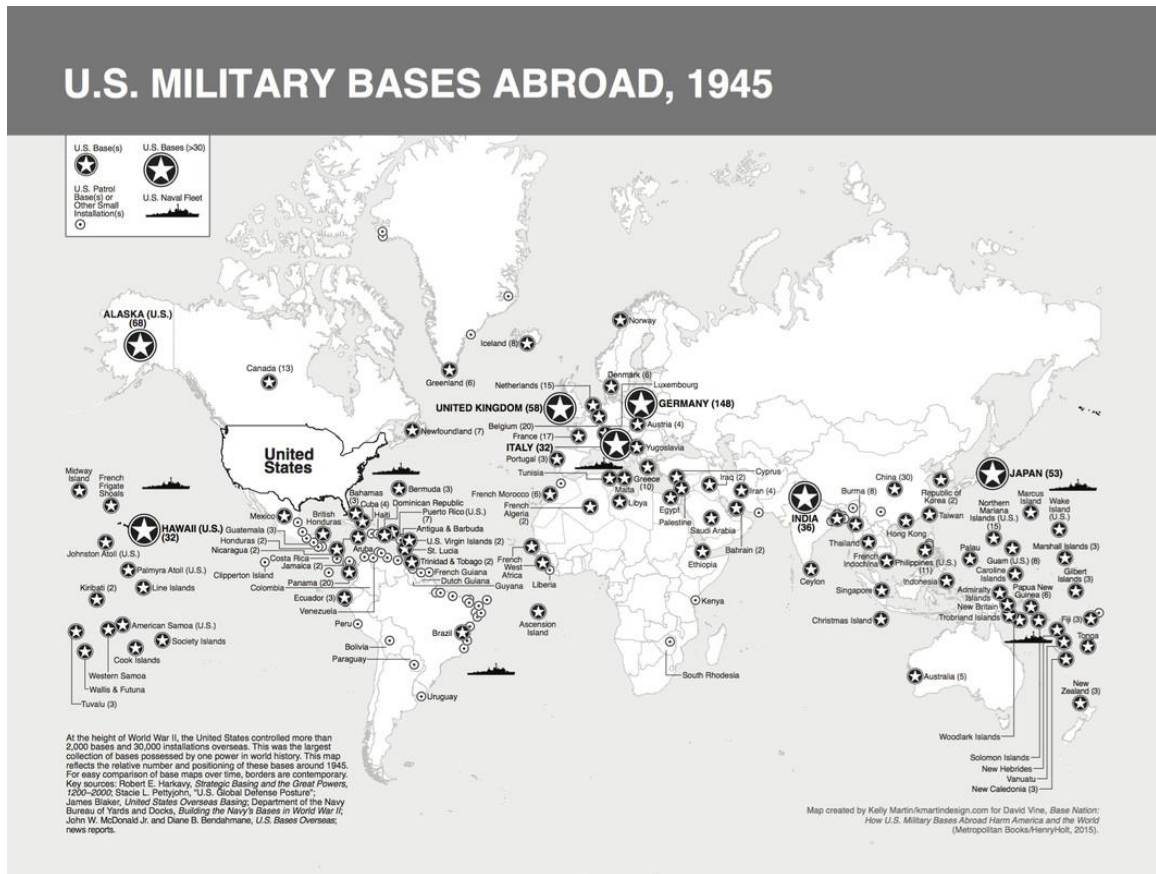 U.S. MILITARY BASES ABROAD, 1945
U.S. Base(s)
U.S. Bases (>30)
U.S. Patrol
Base(s) or
Other Small
Installation(s)
U.S. Naval Fleet
ALASKA (U.S.)
(68)
Canada (13)
Greenland (6)
Iceland (8)
Norway
Netherlands (15)
Denmark (6)
Luxembourg
UNITED KINGDOM (58)
GERMANY (148)
Newfoundland (7)
Belgium (20)
Austria (4)
France (17)
ITALY (32)
Yugoslavia
Portugal (3)
United
States
Midway
Island
French
Frigate
Shoals
Bahamas
(3)
Bermuda (3)
Tunisia
Malta
Greece
(10)
Cyprus
Iraq (2)
Iran (4)
China (30)
Burma (8)
Republic of
Korea (2)
JAPAN (53)
Marcus
Island
Wake
Island
(U.S.)
Northern
Mariana
Islands (U.S.)
(15)
HAWAII (U.S.)
(32)
Mexico
British
Honduras
Cuba (4)
Haiti
Dominican Republic
Puerto Rico(U.S.)
(7)
Antigua & Barbuda
U.S. Virgin Islands (2)
St. Lucia
Trinidad & Tobago (2)
French Guiana
Dutch Guiana
Guyana
Guatemala (3)
Honduras (2)
Nicaragua (2)
Costa Rica
Jamaica (2)
Aruba
Clipperton Island
Panama (20)
Colombia
Ecuador (3)
Venezuela
Johnston Atoll (U.S.)
Palmyra Atoll (U.S.)
Kiribati (2)
Line Islands
American Samoa (U.S.)
Society Islands
Cook Islands
Western Samoa
Wallis & Futuna
Tuvalu (3)
Peru
Bolivia
Paraguay
Brazil
Uruguay
French Morocco (6)
French
Algeria
(2)
Libya
Egypt
Palestine
Saudi Arabia
Bahrain (2)
French
West
Africa
Liberia
Ethiopia
Kenya
Ascension
Island
South Rhodesia
INDIA
(36)
Ceylon
Taiwan
Hong Kong
Thailand
French
Indochina
Philippines (U.S.)
(11)
Singapore
Indonesia
Christmas Island
Palau
Guam (U.S.) (6)
Caroline
Islands
Marshall Islands (3)
Gilbert
Islands (3)
Admiralty
Islands
Papua New
Guinea (6)
New Britain
Trobriand Islands
Fiji (3)
Tonga
Australia (5)
New
Zealand (3)
Woodlark Islands
Solomon Islands
New Hebrides
Vanuatu
New Caledonia (3)
At the height of World War II, the United States controlled more than
2,000 bases and 30,000 installations overseas. This was the largest
collection of bases possessed by one power in world history. This map
reflects the relative number and positioning of these bases around 1945.
For easy comparison of base maps over time, borders are contemporary.
Key sources: Robert E. Harkavy, Strategic Basing and the Great Powers,
1200–2000; Stacie L. Pettyjohn, "U.S. Global Defense Posture";
James Blaker, United States Overseas Basing; Department of the Navy
Bureau of Yards and Docks, Building the Navy's Bases in World War II;
John W. McDonald Jr. and Diane B. Bendahmane, U.S. Bases Overseas;
news reports.
Map created by Kelly Martin/kmartindesign.com for David Vine, Base Nation:
How U.S. Military Bases Abroad Harm America and the World
(Metropolitan Books/HenryHolt, 2015).